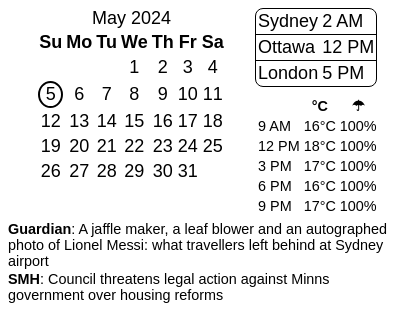 May 2024
Su Mo Tu We Th Fr Sa
1 2 3 4
5 6 7 8 9 10 11
12 13 14 15 16 17 18
19 20 21 22 23 24 25
26 27 28 29 30 31
Sydney 2 AM
Ottawa 12 PM
London 5 PM
°C ☂
9 AM 16°C 100%
12 PM 18°C 100%
3 PM 17°C 100%
6 PM 16°C 100%
9 PM 17°C 100%
Guardian: A jaffle maker, a leaf blower and an autographed
photo of Lionel Messi: what travellers left behind at Sydney
airport
SMH: Council threatens legal action against Minns
government over housing reforms